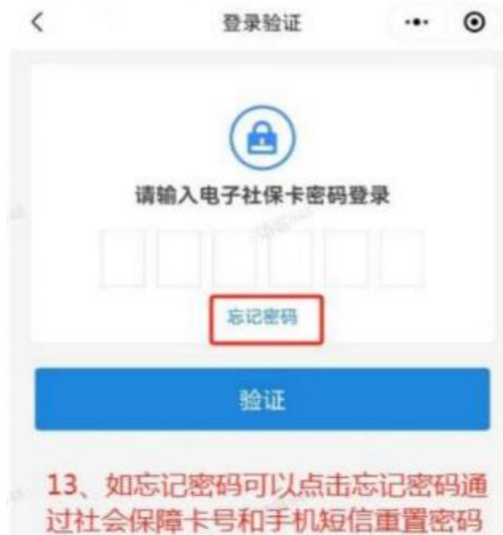 登录验证
请输入电子社保卡密码登录
忘记密码
验证
13、如忘记密码可以点击忘记密码通
过社会保障卡号和手机短信重置密码